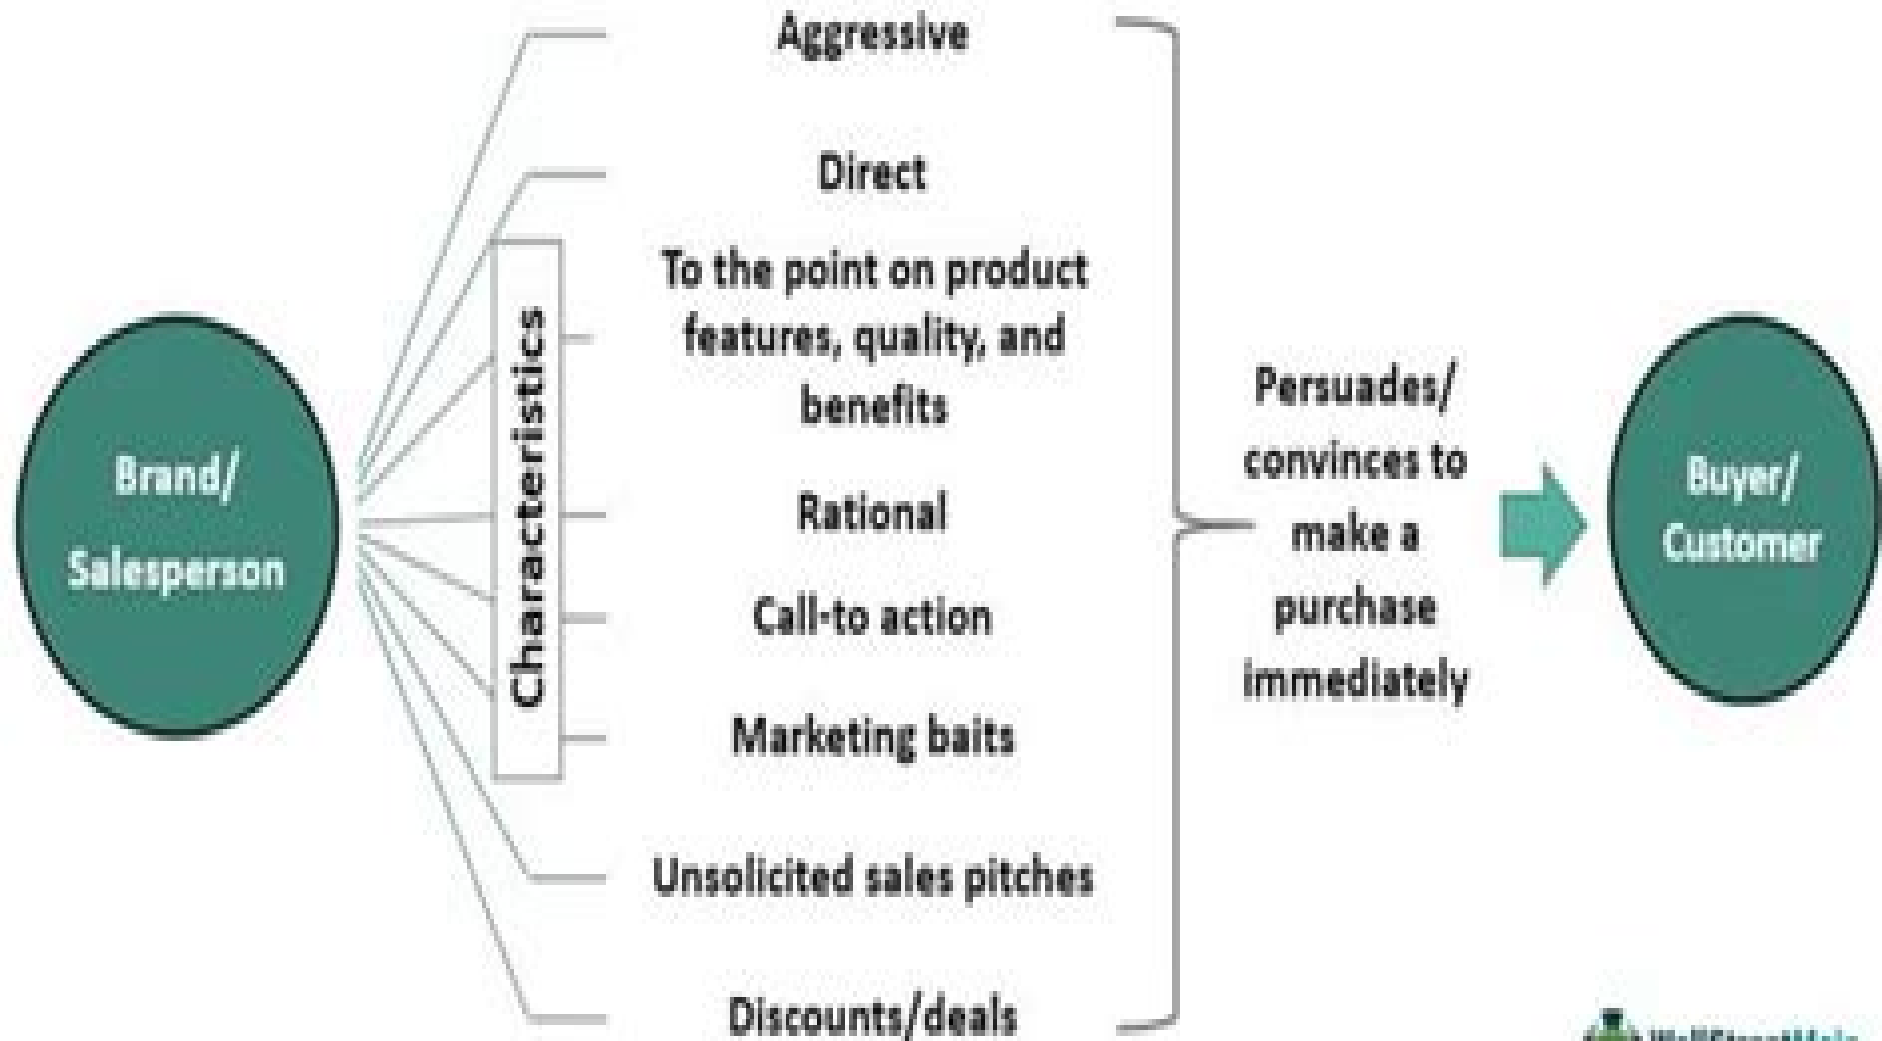 Aggressive
Direct
To the point on product
features, quality, and
benefits
Rational
Call-to action
Marketing baits
Unsolicited sales pitches
Discounts/deals
Characteristics
Brand/
Salesperson
Persuades/
convinces to
make a
purchase
immediately
Buyer/
Customer